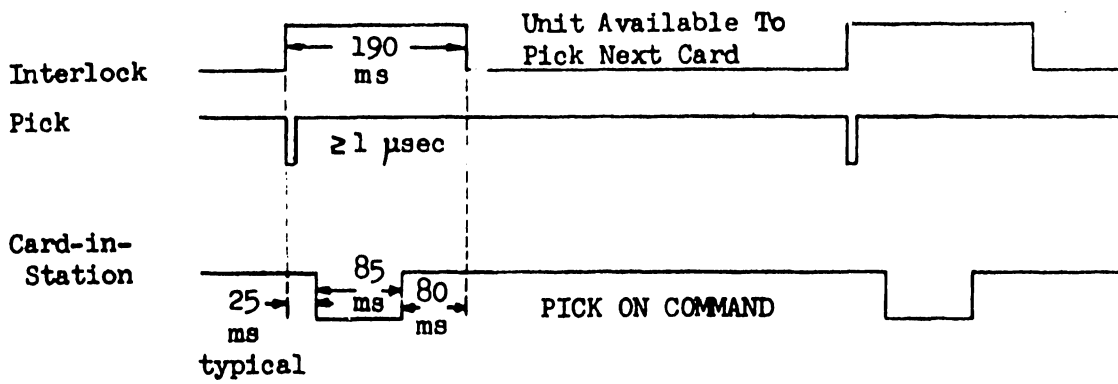 Unit Available To
Pick Next Card
190
ms
Interlock
Pick
≥1 µsec
Card-in-
Station
85
ms
80
ms
25
ms
typical
PICK ON COMMAND